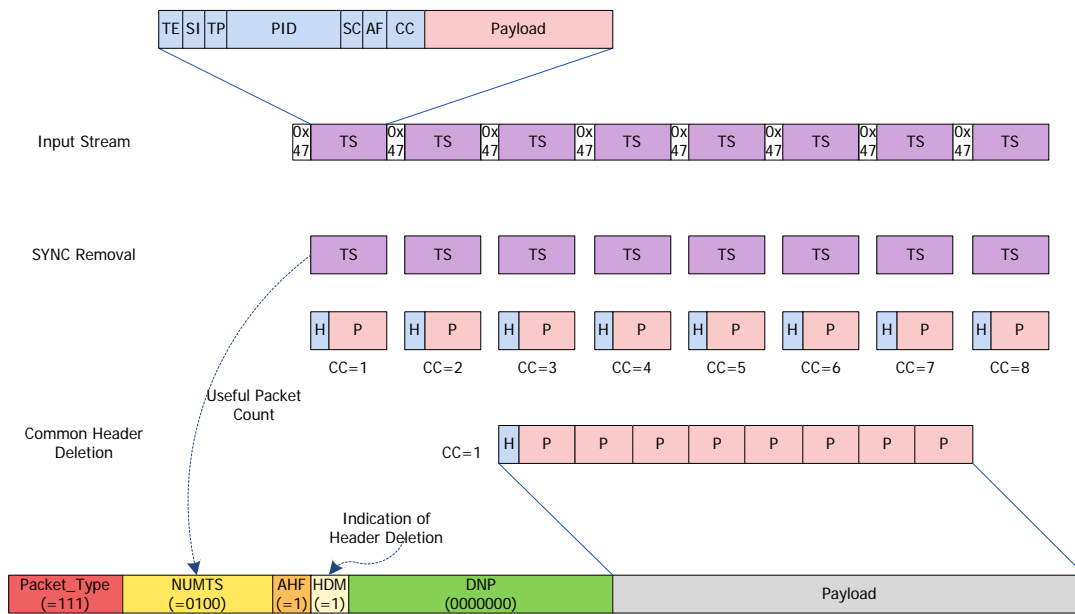 TE SI TP PID SC AF CC Payload
Input Stream
0x 47 TS 0x 47 TS 0x 47 TS 0x 47 TS 0x 47 TS 0x 47 TS 0x 47 TS 0x 47 TS
SYNC Removal
TS TS TS TS TS TS TS TS
H P H P H P H P H P H P H P H P
CC=1 CC=2 CC=3 CC=4 CC=5 CC=6 CC=7 CC=8
Useful Packet
Count
Common Header
Deletion
CC=1
H P P P P P P P P
Indication of
Header Deletion
Packet_Type NUMTS AHF HDM DNP Payload
(=111) (=0100) (=1) (=1) (0000000)